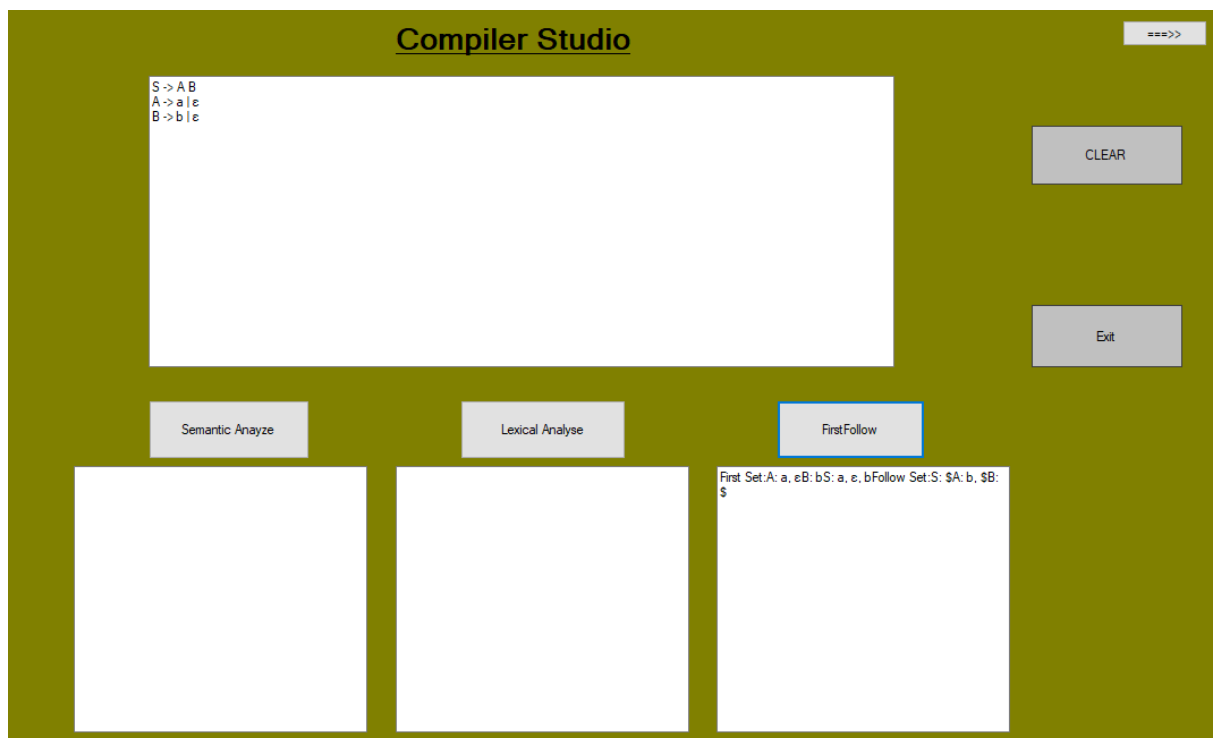 Compiler Studio
===>>
S -> A B
A -> a | ε
B -> b | ε
CLEAR
Exit
Semantic Anayze
Lexical Analyse
FirstFollow
First Set:A: a, εB: bS: a, ε, bFollow Set:S: $A: b, $B:
$